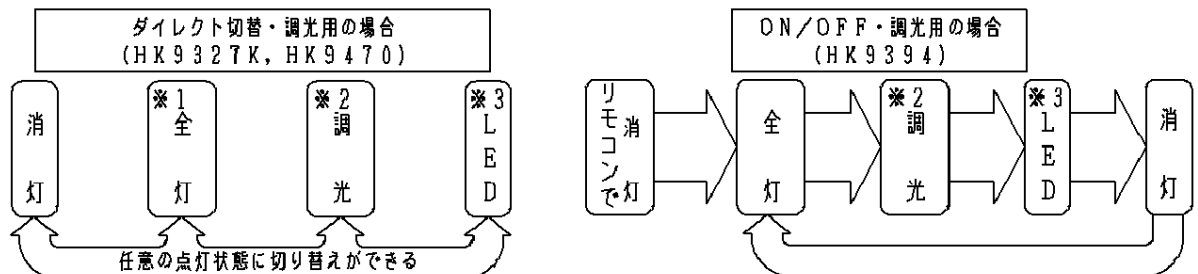 ダイレクト切替・調光用の場合
(HK9327K, HK9470)
消灯
※1
全灯
※2
調光
※3
LED
任意の点灯状態に切り替えができる
ON/OFF・調光用の場合
(HK9394)
リモコンで
消灯
全灯
※2
調光
※3
LED
消灯